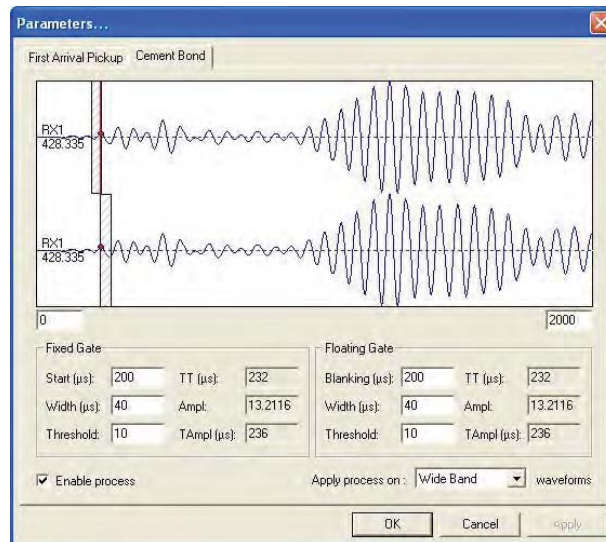 Parameters...
First Arrival Pickup Cement Bond
RX1
428.335
RX1
428.335
0 2000
Fixed Gate
Start (µs): 200 TT (µs): 232
Width (µs): 40 Ampl: 13.2116
Threshold: 10 TAmpl (µs): 236
Floating Gate
Blanking (µs): 200 TT (µs): 232
Width (µs): 40 Ampl: 13.2116
Threshold: 10 TAmpl (µs): 236
Enable process Apply process on : Wide Band waveforms
OK Cancel Apply